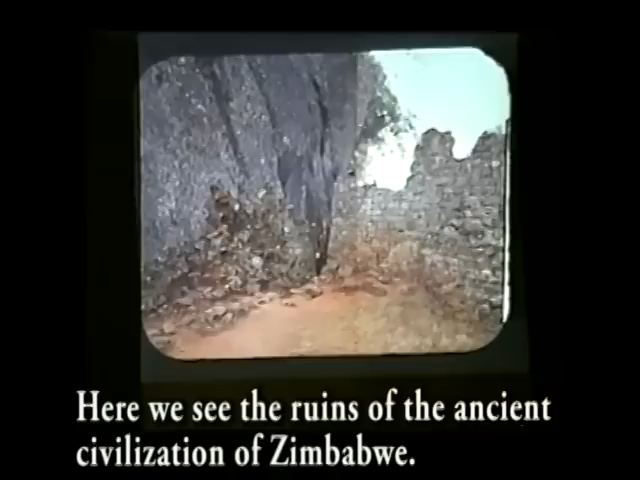 Here we see the ruins of the ancient
civilization of Zimbabwe.